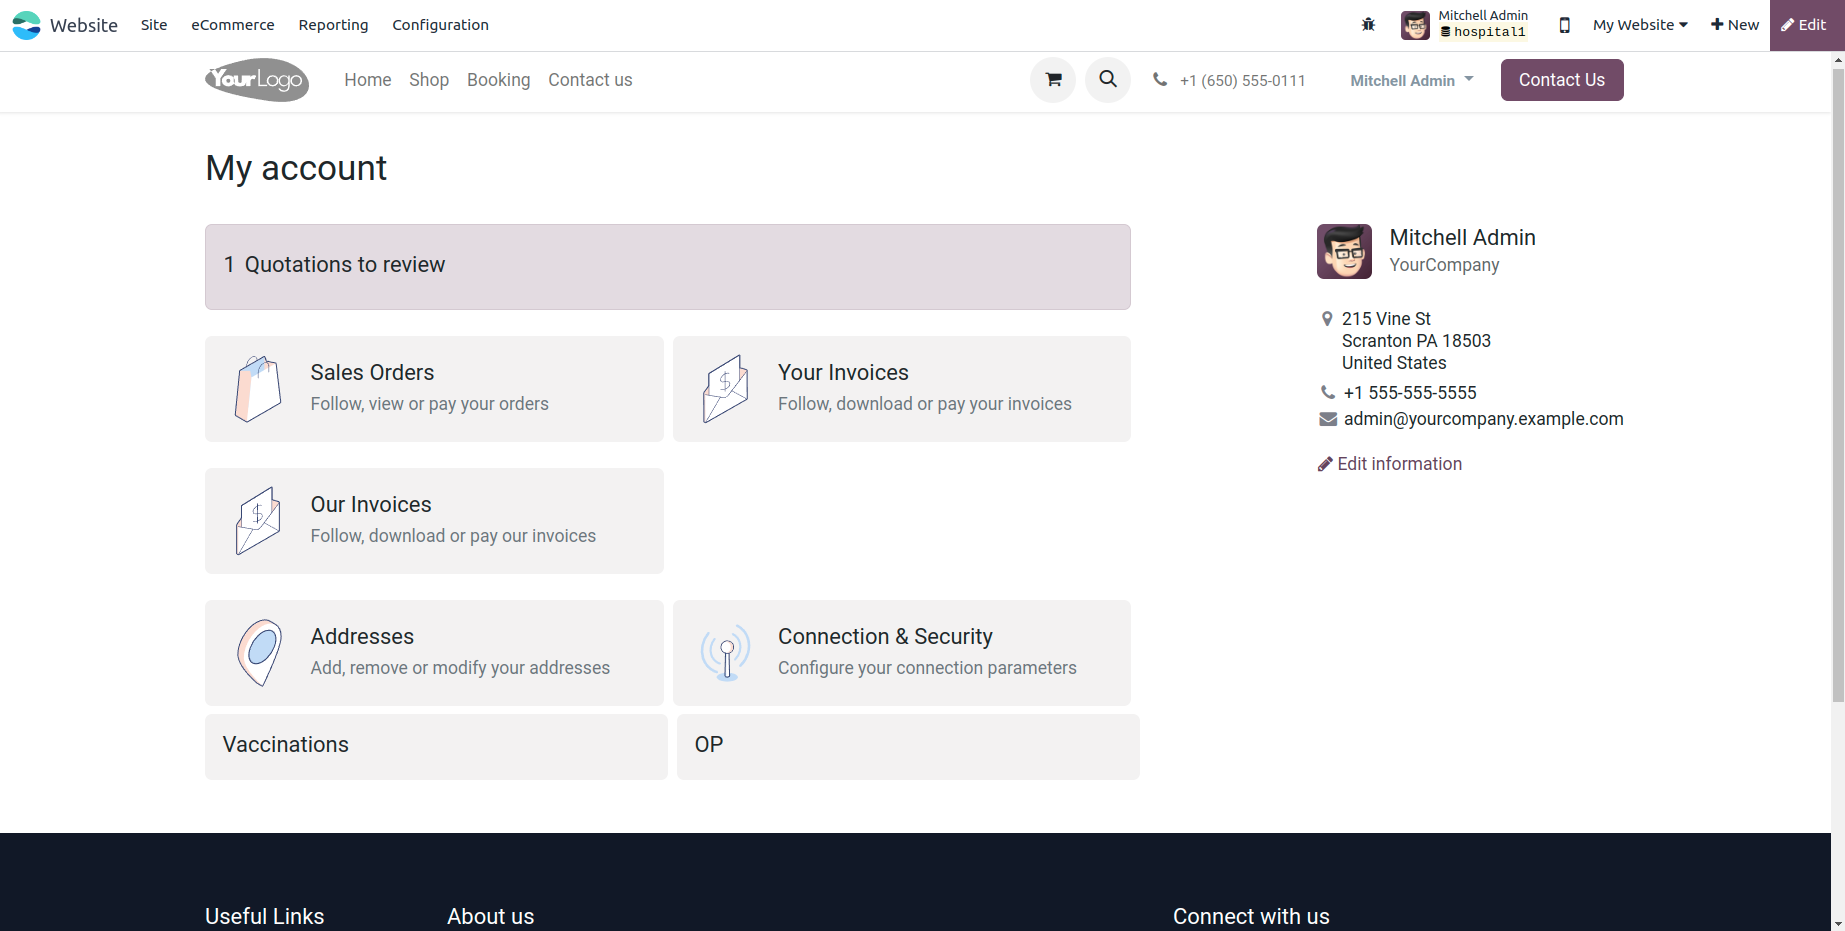 Website Site eCommerce Reporting Configuration Mitchell Admin hospital1 My Website New Edit
YourLogo Home Shop Booking Contact us +1 (650) 555-0111 Mitchell Admin Contact Us
My account
1 Quotations to review
Sales Orders
Follow, view or pay your orders
Your Invoices
Follow, download or pay your invoices
Our Invoices
Follow, download or pay our invoices
Addresses
Add, remove or modify your addresses
Connection & Security
Configure your connection parameters
Vaccinations
OP
Mitchell Admin
YourCompany
215 Vine St
Scranton PA 18503
United States
+1 555-555-5555
admin@yourcompany.example.com
Edit information
Useful Links
About us
Connect with us